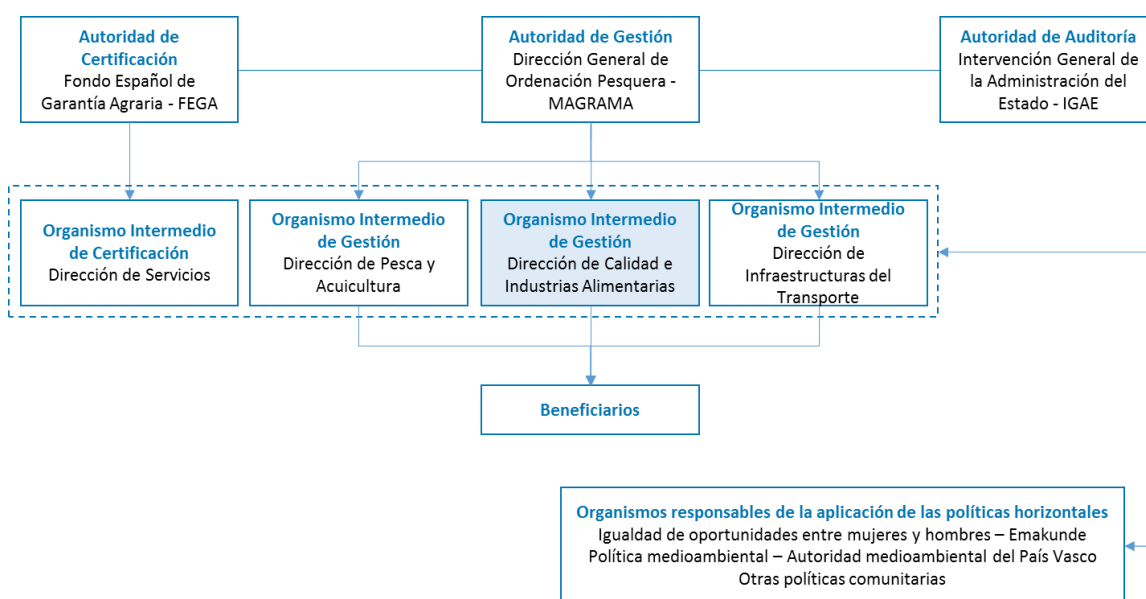 Autoridad de
Certificación
Fondo Español de
Garantía Agraria - FEGA
Autoridad de Gestión
Dirección General de
Ordenación Pesquera -
MAGRAMA
Autoridad de Auditoría
Intervención General de
la Administración del
Estado - IGAE
Organismo Intermedio
de Certificación
Dirección de Servicios
Organismo Intermedio
de Gestión
Dirección de Pesca y
Acuicultura
Organismo Intermedio
de Gestión
Dirección de Calidad e
Industrias Alimentarias
Organismo Intermedio
de Gestión
Dirección de
Infraestructuras del
Transporte
Beneficiarios
Organismos responsables de la aplicación de las políticas horizontales
Igualdad de oportunidades entre mujeres y hombres – Emakunde
Política medioambiental – Autoridad medioambiental del País Vasco
Otras políticas comunitarias